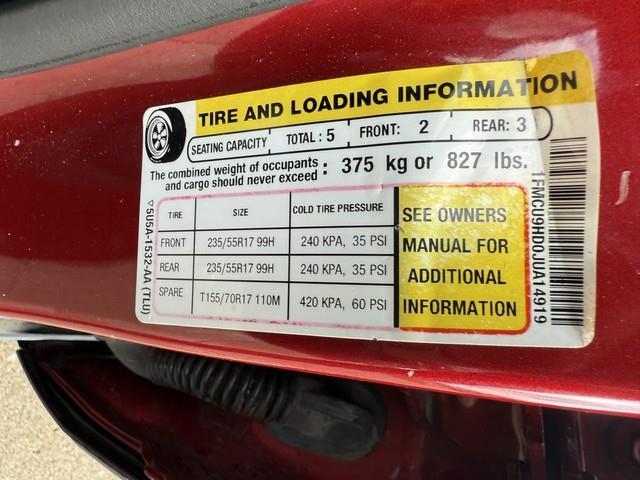 TIRE AND LOADING INFORMATION
SEATING CAPACITY TOTAL : 5 FRONT: 2 REAR: 3
The combined weight of occupants and cargo should never exceed : 375 kg or 827 lbs.
TIRE SIZE COLD TIRE PRESSURE
FRONT 235/55R17 99H 240 KPA, 35 PSI
REAR 235/55R17 99H 240 KPA, 35 PSI
SPARE T155/70R17 110M 420 KPA, 60 PSI
SEE OWNERS
MANUAL FOR
ADDITIONAL
INFORMATION
5U5A-1532-AA (TLU)
1FMCU9HD0JUA14919